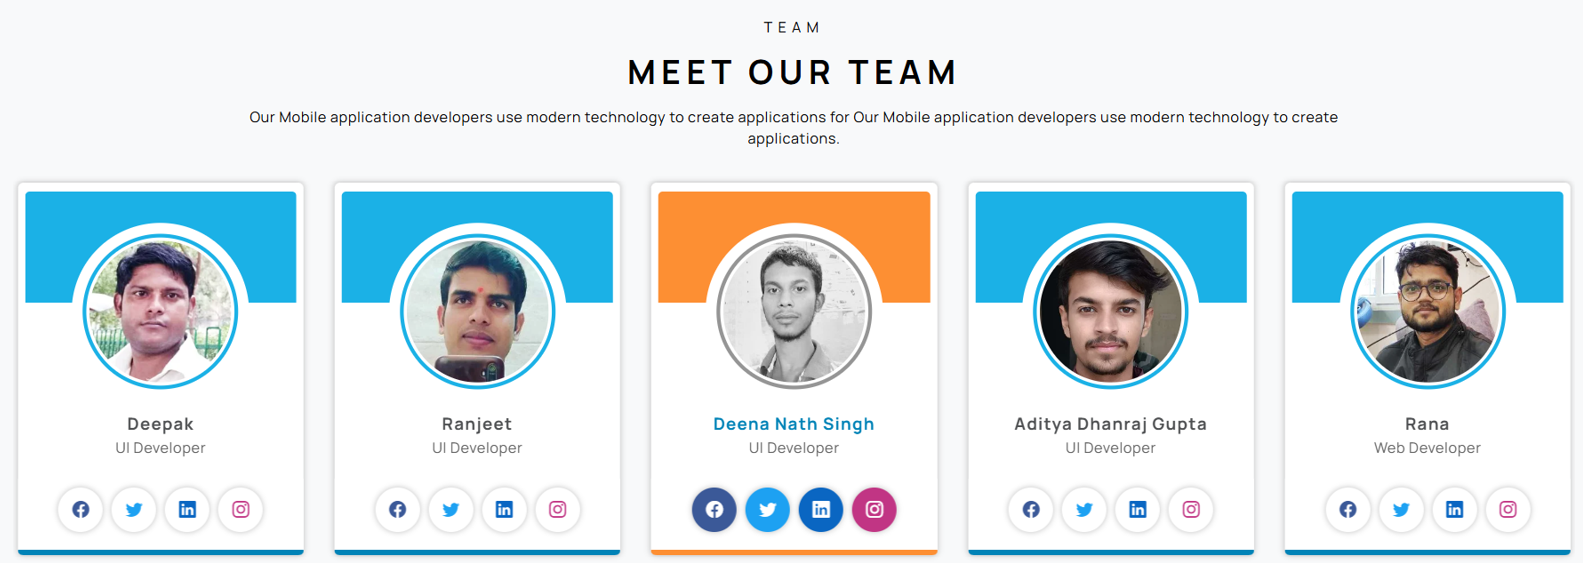 TEAM
MEET OUR TEAM
Our Mobile application developers use modern technology to create applications for Our Mobile application developers use modern technology to create
applications.
Deepak
UI Developer
Ranjeet
UI Developer
Deena Nath Singh
UI Developer
Aditya Dhanraj Gupta
UI Developer
Rana
Web Developer